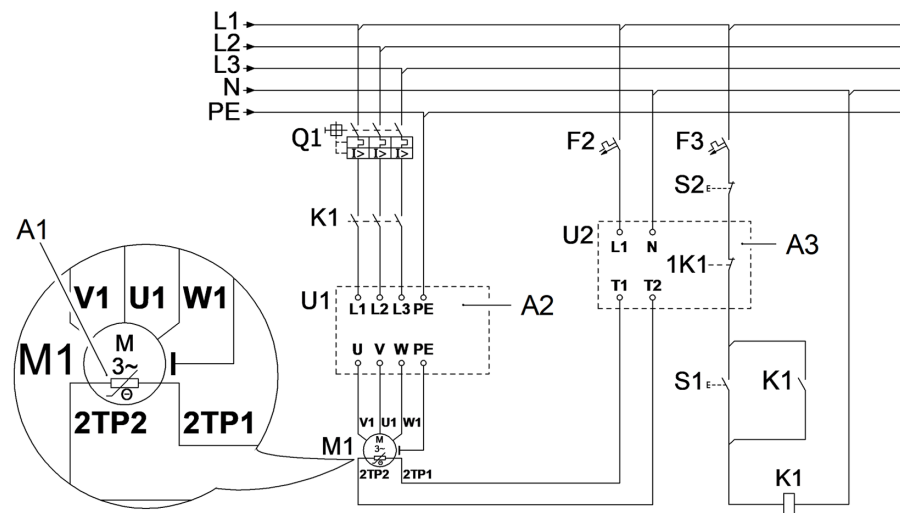 L1
L2
L3
N
PE
Q1
I> I> I>
F2
F3
S2
K1
U2
L1 N
A3
1K1
T1 T2
A1
V1 U1 W1
M1
M
3~
Θ
2TP2 2TP1
U1
L1 L2 L3 PE
A2
U V W PE
V1 U1 W1
M1
M
3~
Θ
2TP2 2TP1
S1
K1
K1